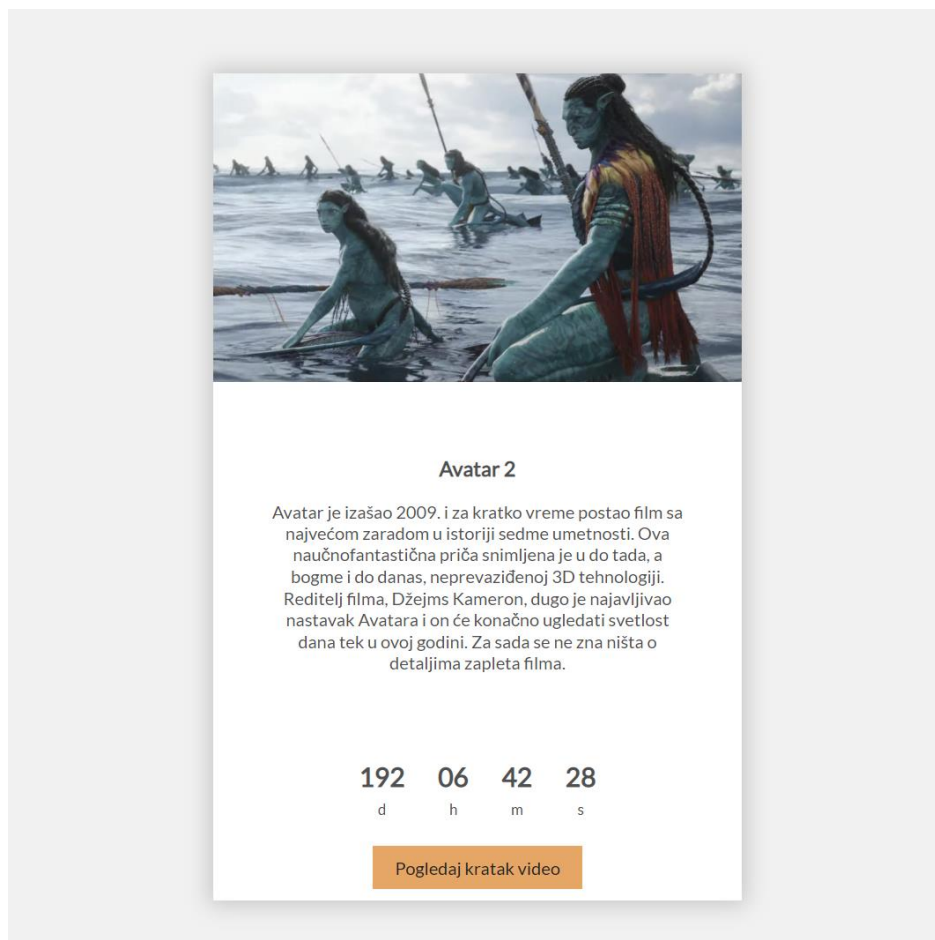 Avatar 2
Avatar je izašao 2009. i za kratko vreme postao film sa
najvećom zaradom u istoriji sedme umetnosti. Ova
naučnofantastična priča snimljena je u do tada, a
bogme i do danas, neprevaziđenoj 3D tehnologiji.
Reditelj filma, Džejms Kameron, dugo je najavljivao
nastavak Avatara i on će konačno ugledati svetlost
dana tek u ovoj godini. Za sada se ne zna ništa o
detaljima zapleta filma.
192 06 42 28
d h m s
Pogledaj kratak video